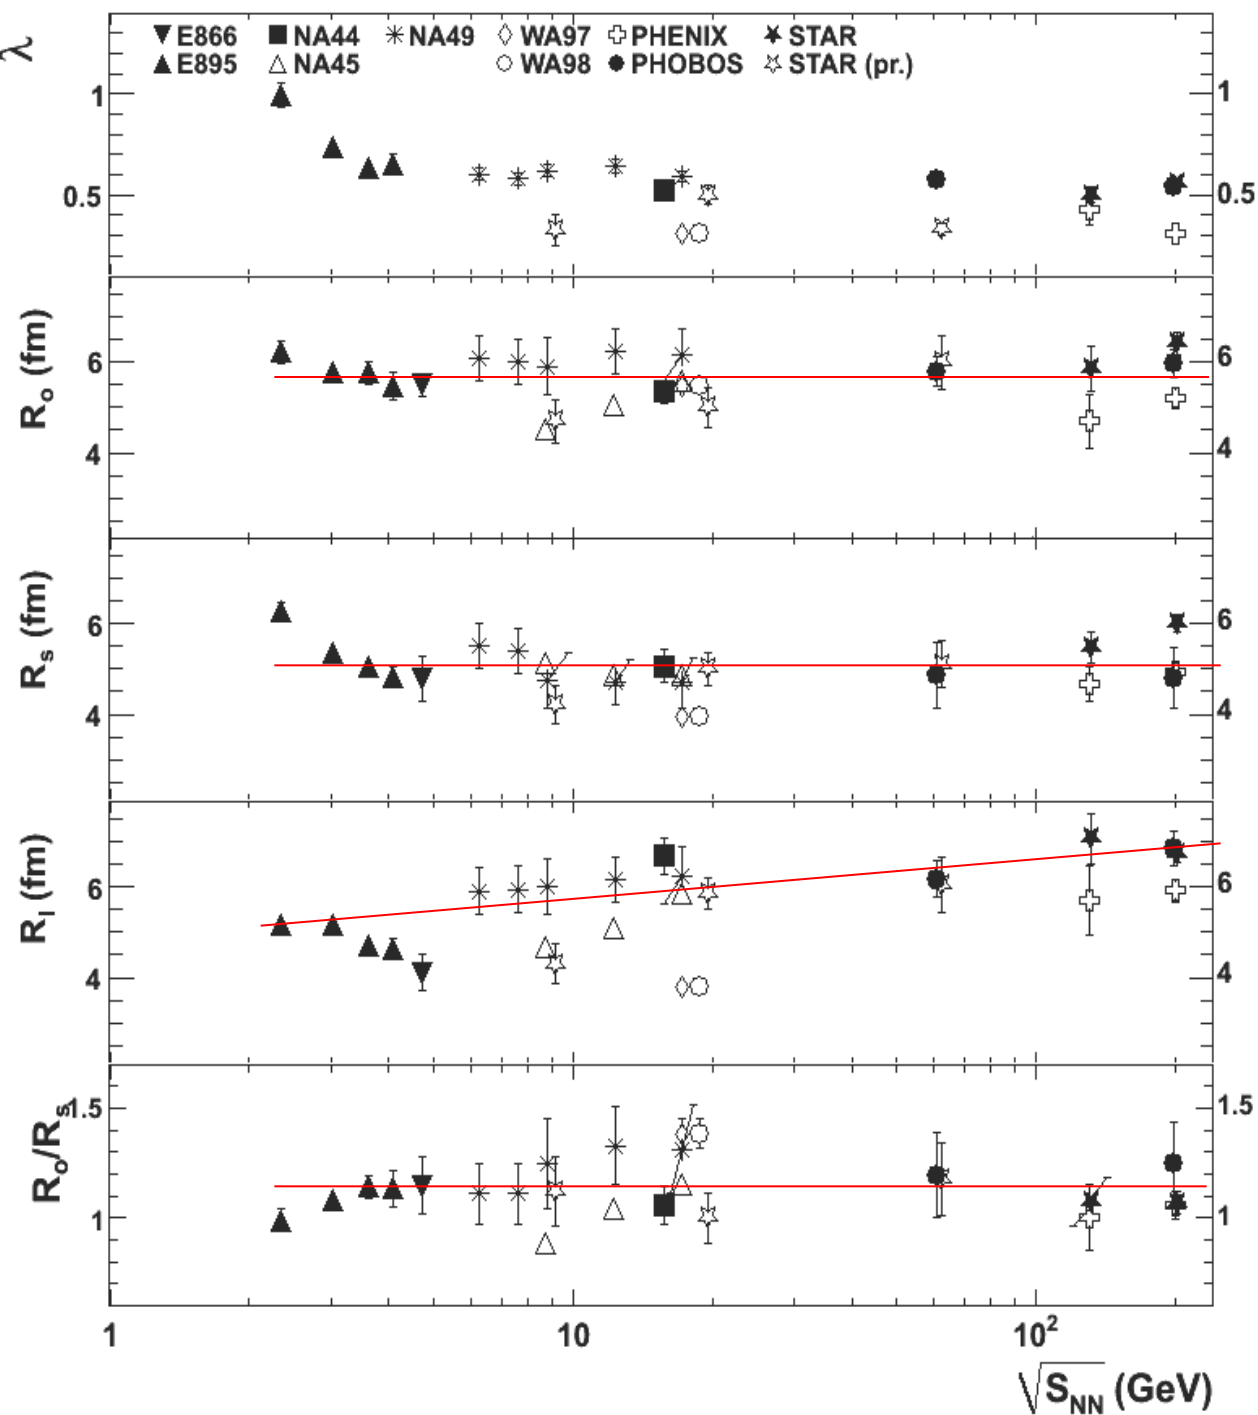 E866 NA44 NA49 WA97 PHENIX STAR
E895 NA45 WA98 PHOBOS STAR (pr.)
λ
1 1
0.5 0.5
R_o (fm)
6 6
4 4
R_s (fm)
6 6
4 4
R_l (fm)
6 6
4 4
R_o/R_s
1.5 1.5
1 1
1 10 10²
√S_NN (GeV)